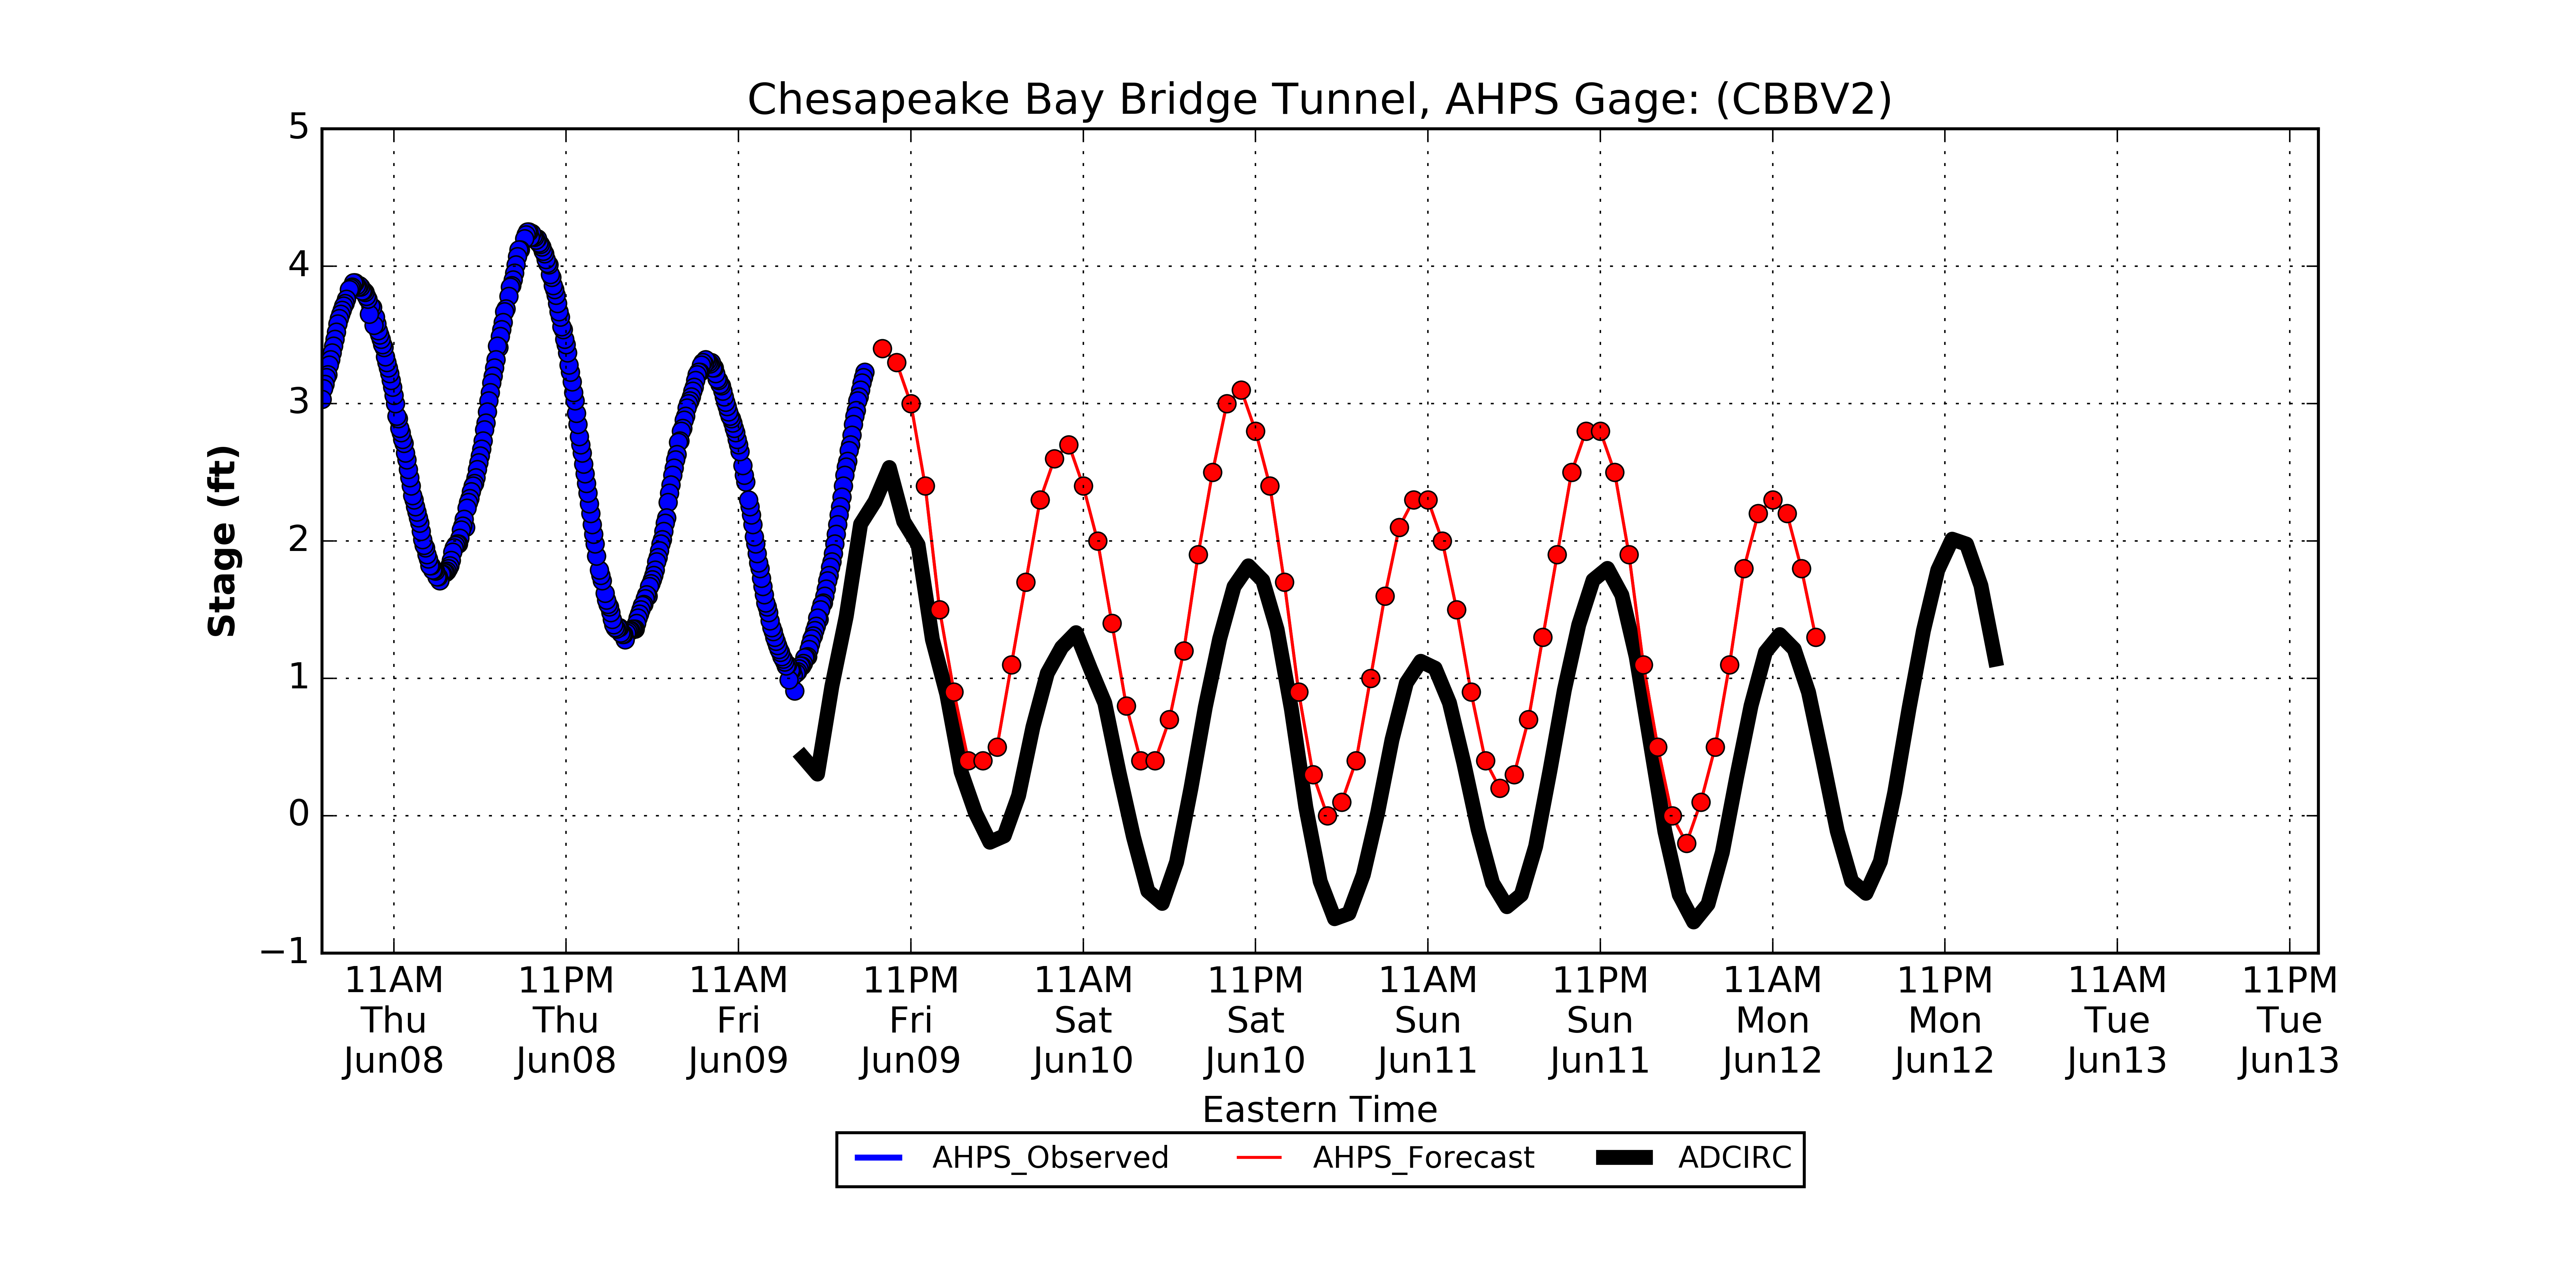 Chesapeake Bay Bridge Tunnel, AHPS Gage: (CBBV2)
5
4
3
2
1
0
−1
Stage (ft)
11AM 11PM 11AM 11PM 11AM 11PM 11AM 11PM 11AM 11PM 11AM 11PM
Thu Thu Fri Fri Sat Sat Sun Sun Mon Mon Tue Tue
Jun08 Jun08 Jun09 Jun09 Jun10 Jun10 Jun11 Jun11 Jun12 Jun12 Jun13 Jun13
Eastern Time
AHPS_Observed AHPS_Forecast ADCIRC